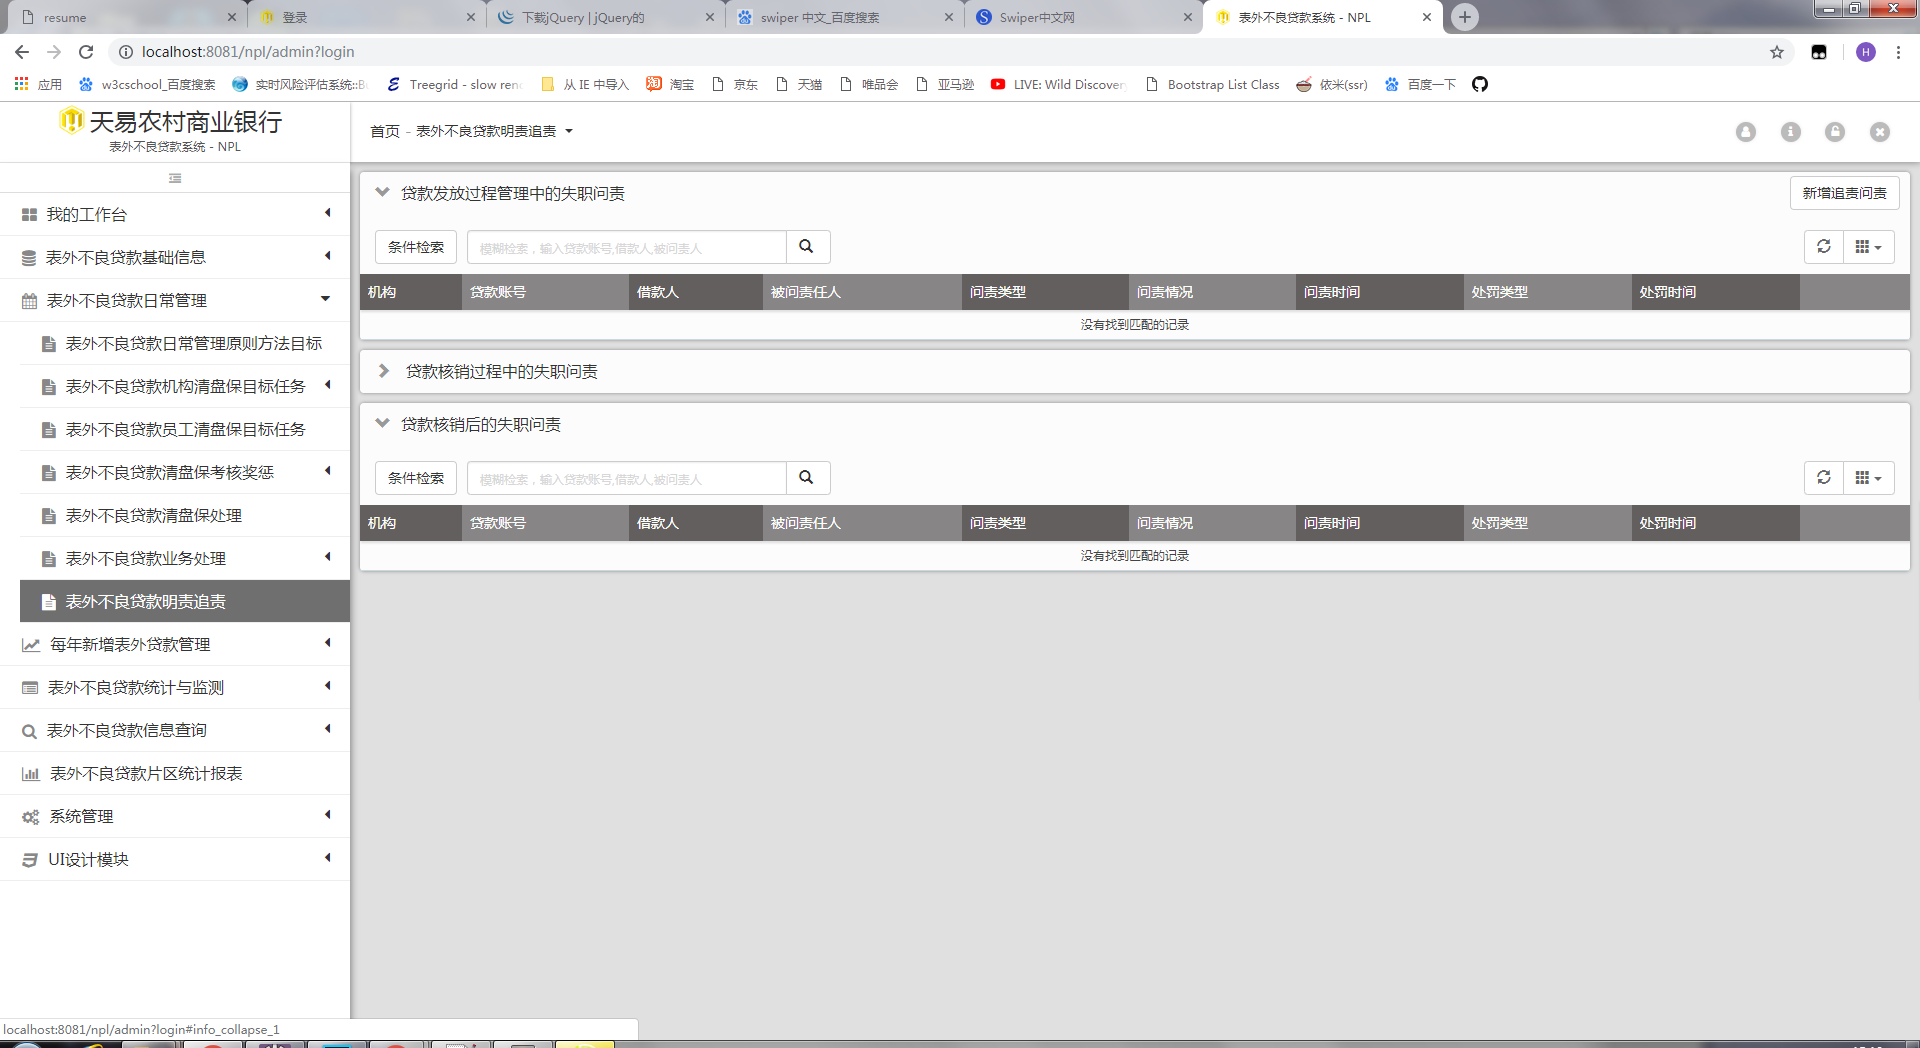 resume
登录
下载jQuery | jQuery的
swiper 中文_百度搜索
Swiper中文网
表外不良贷款系统 - NPL
localhost:8081/npl/admin?login
H
应用
w3cschool_百度搜索
实时风险评估系统::B
Treegrid - slow ren
从 IE 中导入
淘宝
京东
天猫
唯品会
亚马逊
LIVE: Wild Discover
Bootstrap List Class
依米(ssr)
百度一下
天易农村商业银行
表外不良贷款系统 - NPL
首页 - 表外不良贷款明责追责
我的工作台
表外不良贷款基础信息
表外不良贷款日常管理
表外不良贷款日常管理原则方法目标
表外不良贷款机构清盘保目标任务
表外不良贷款员工清盘保目标任务
表外不良贷款清盘保考核奖惩
表外不良贷款清盘保处理
表外不良贷款业务处理
表外不良贷款明责追责
每年新增表外贷款管理
表外不良贷款统计与监测
表外不良贷款信息查询
表外不良贷款片区统计报表
系统管理
UI设计模块
贷款发放过程管理中的失职问责
新增追责问责
条件检索
模糊检索，输入贷款账号,借款人,被问责人
机构 贷款账号 借款人 被问责任人 问责类型 问责情况 问责时间 处罚类型 处罚时间
没有找到匹配的记录
贷款核销过程中的失职问责
贷款核销后的失职问责
条件检索
模糊检索，输入贷款账号,借款人,被问责人
机构 贷款账号 借款人 被问责任人 问责类型 问责情况 问责时间 处罚类型 处罚时间
没有找到匹配的记录
localhost:8081/npl/admin?login#info_collapse_1